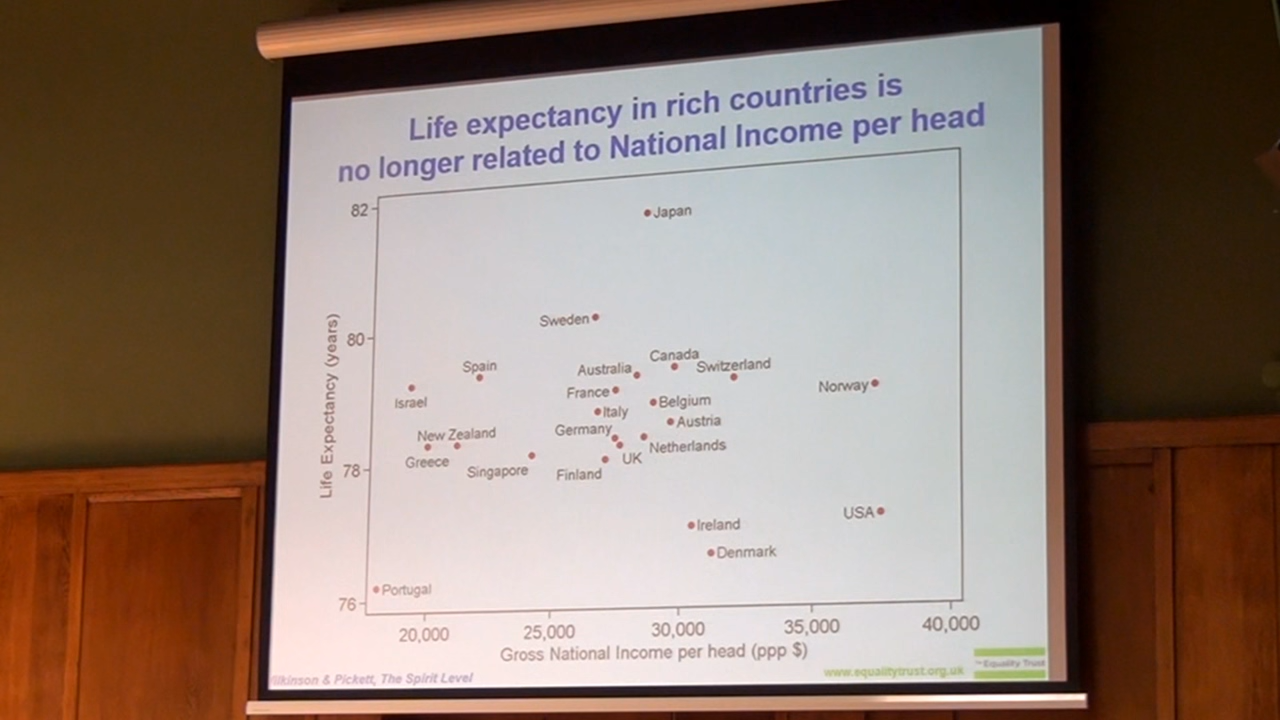 Life expectancy in rich countries is
no longer related to National Income per head
82
Japan
Sweden
80
Canada
Spain
Australia
Switzerland
Norway
France
Israel
Belgium
Italy
Austria
New Zealand
Germany
Netherlands
Greece
UK
78
Singapore
Finland
USA
Ireland
Denmark
Portugal
76
Life Expectancy (years)
20,000
25,000
30,000
35,000
40,000
Gross National Income per head (ppp $)
& Pickett, The Spirit Level
www.equalitytrust.org.uk
The Equality Trust